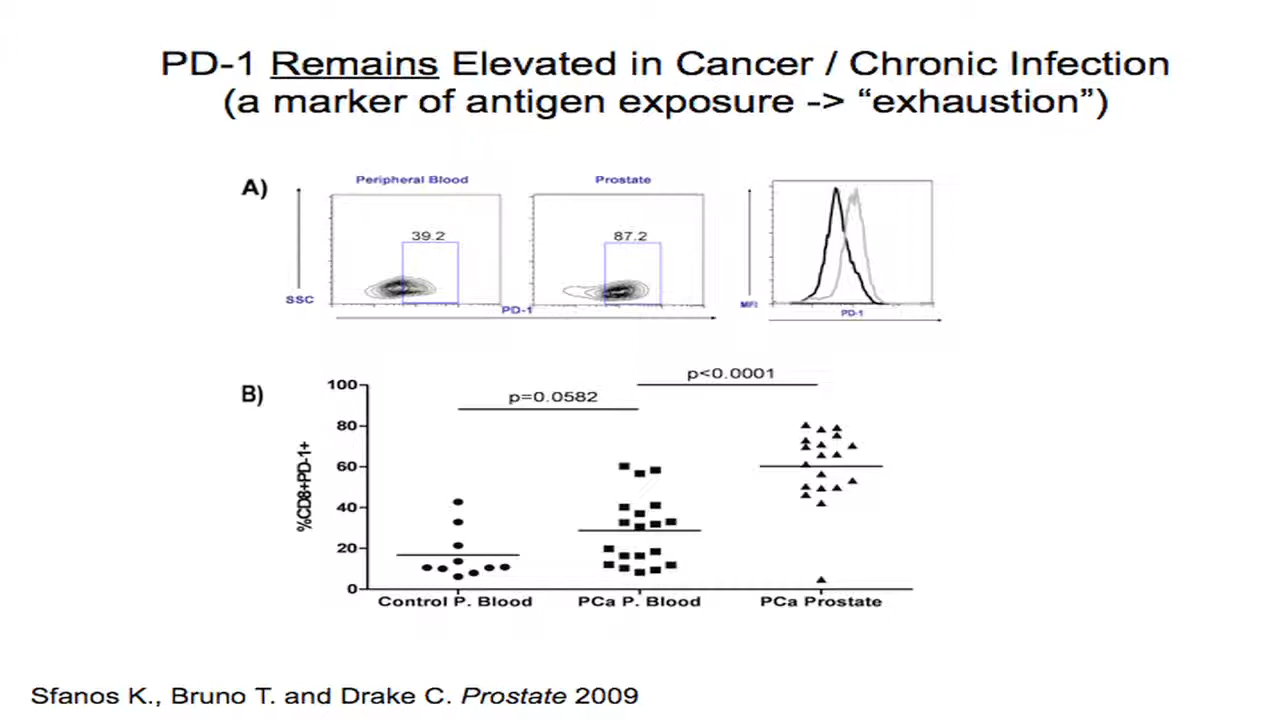 PD-1 Remains Elevated in Cancer / Chronic Infection
(a marker of antigen exposure -> “exhaustion”)
A)
Peripheral Blood
Prostate
39.2
87.2
SSC
PD-1
MFI
PD-1
B)
p<0.0001
p=0.0582
100
80
60
40
20
0
%CD8+PD-1+
Control P. Blood
PCa P. Blood
PCa Prostate
Sfanos K., Bruno T. and Drake C. Prostate 2009